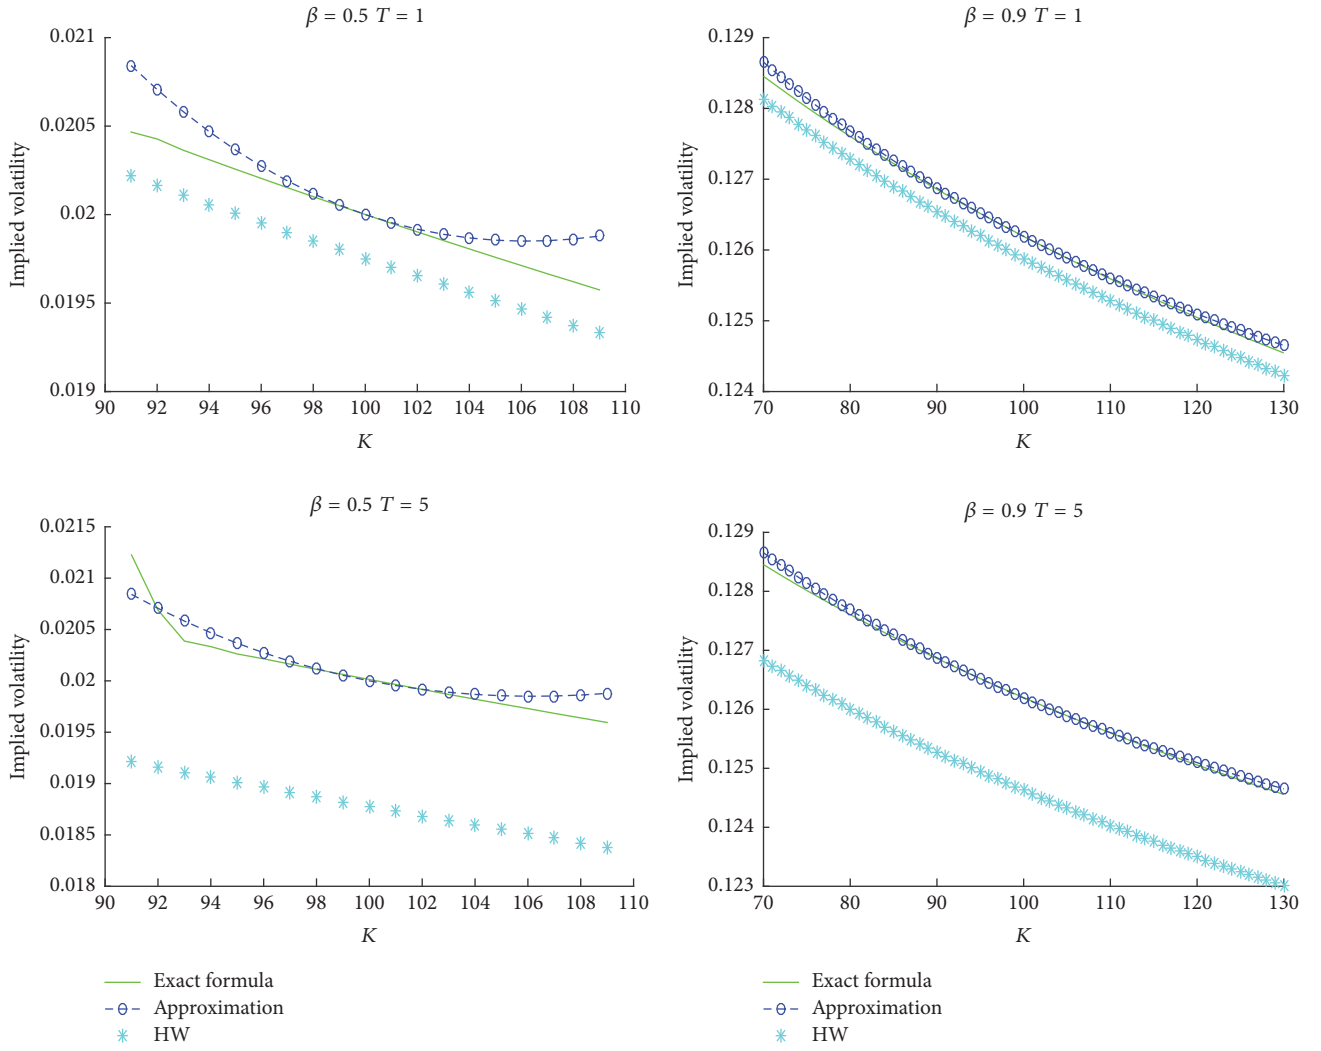 β = 0.5 T = 1
0.021
0.0205
0.02
0.0195
0.019
Implied volatility
90 92 94 96 98 100 102 104 106 108 110
K
β = 0.9 T = 1
0.129
0.128
0.127
0.126
0.125
0.124
Implied volatility
70 80 90 100 110 120 130
K
β = 0.5 T = 5
0.0215
0.021
0.0205
0.02
0.0195
0.019
0.0185
0.018
Implied volatility
90 92 94 96 98 100 102 104 106 108 110
K
Exact formula
Approximation
HW
β = 0.9 T = 5
0.129
0.128
0.127
0.126
0.125
0.124
0.123
Implied volatility
70 80 90 100 110 120 130
K
Exact formula
Approximation
HW